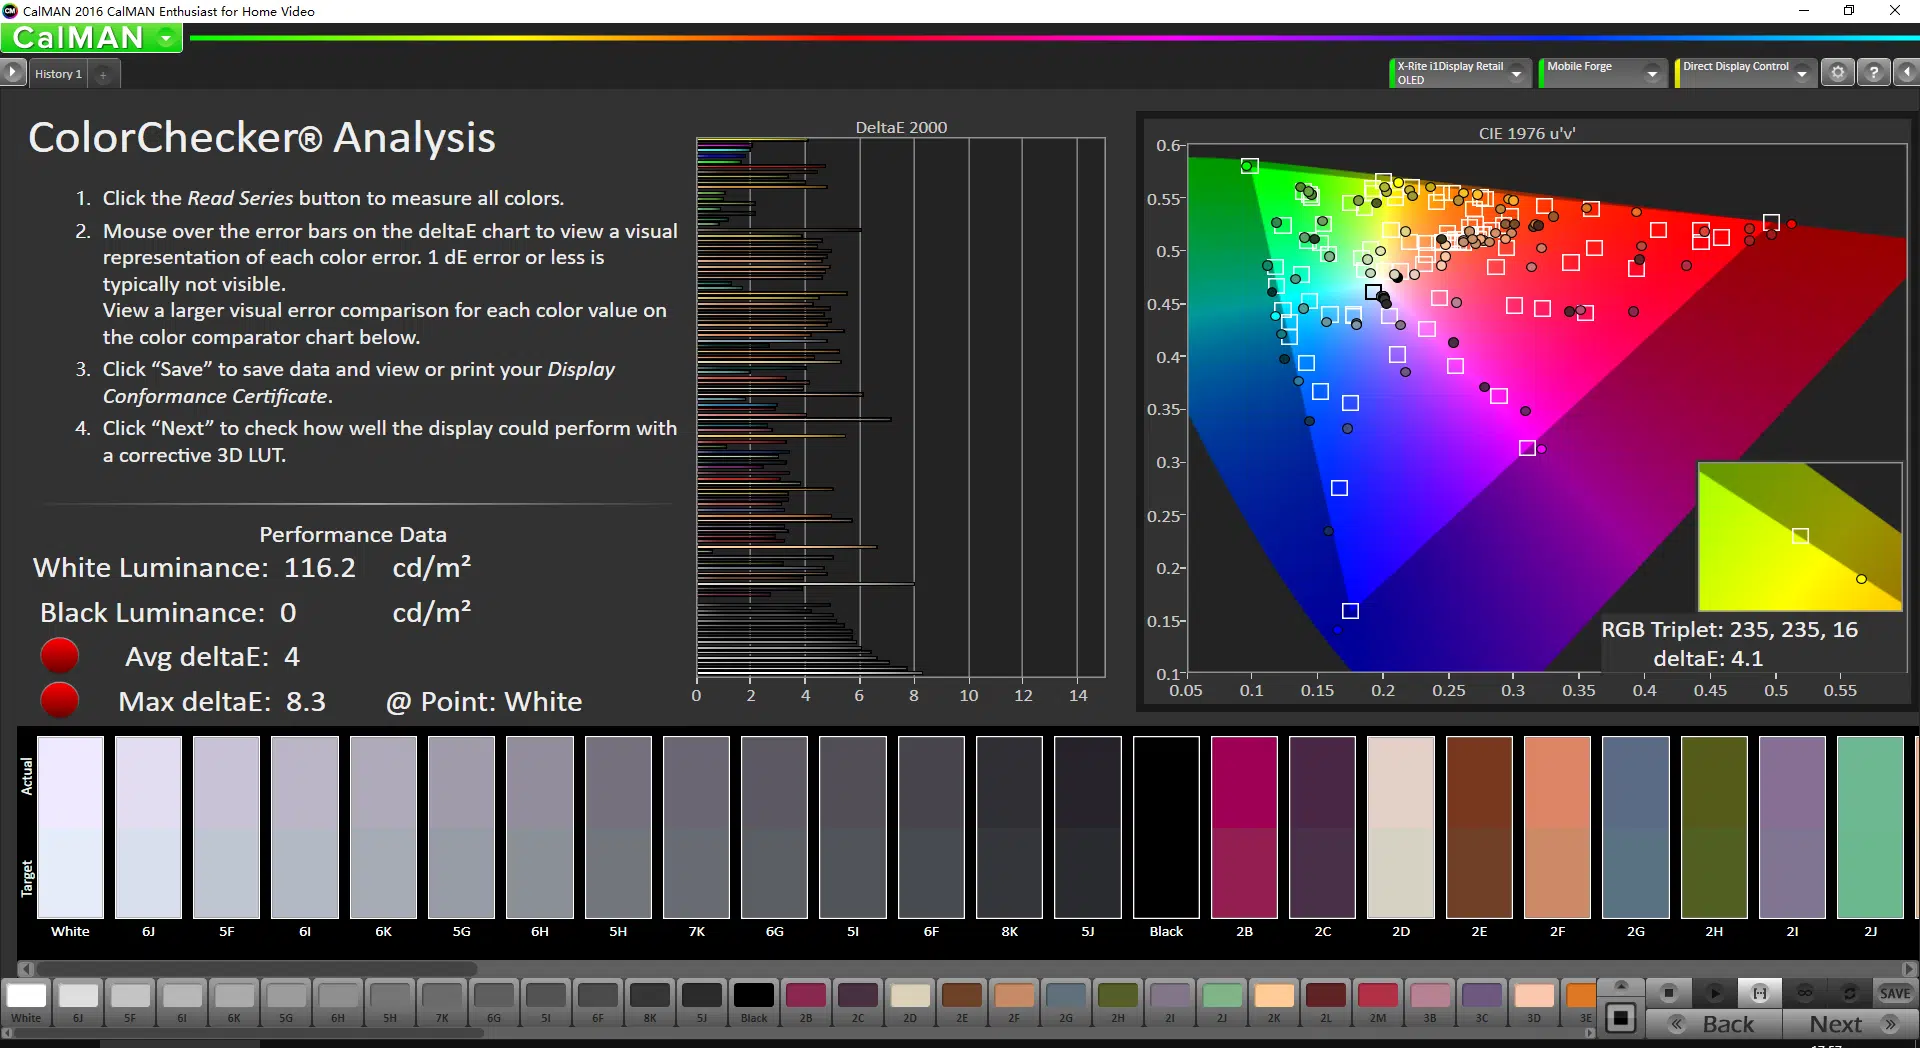 CalMAN 2016 CalMAN Enthusiast for Home Video
CalMAN
History 1
X-Rite i1Display Retail
OLED
Mobile Forge
Direct Display Control
ColorChecker® Analysis
1. Click the Read Series button to measure all colors.
2. Mouse over the error bars on the deltaE chart to view a visual
representation of each color error. 1 dE error or less is
typically not visible.
View a larger visual error comparison for each color value on
the color comparator chart below.
3. Click “Save” to save data and view or print your Display
Conformance Certificate.
4. Click “Next” to check how well the display could perform with
a corrective 3D LUT.
Performance Data
White Luminance: 116.2 cd/m²
Black Luminance: 0 cd/m²
Avg deltaE: 4
Max deltaE: 8.3 @ Point: White
DeltaE 2000
0 2 4 6 8 10 12 14
CIE 1976 u'v'
0.6
0.55
0.5
0.45
0.4
0.35
0.3
0.25
0.2
0.15
0.1
0.05 0.1 0.15 0.2 0.25 0.3 0.35 0.4 0.45 0.5 0.55
RGB Triplet: 235, 235, 16
deltaE: 4.1
Actual
Target
White 6J 5F 6I 6K 5G 6H 5H 7K 6G 5I 6F 8K 5J Black 2B 2C 2D 2E 2F 2G 2H 2I 2J
White 6J 5F 6I 6K 5G 6H 5H 7K 6G 5I 6F 8K 5J Black 2B 2C 2D 2E 2F 2G 2H 2I 2J 2K 2L 2M 3B 3C 3D 3E
SAVE
Back Next